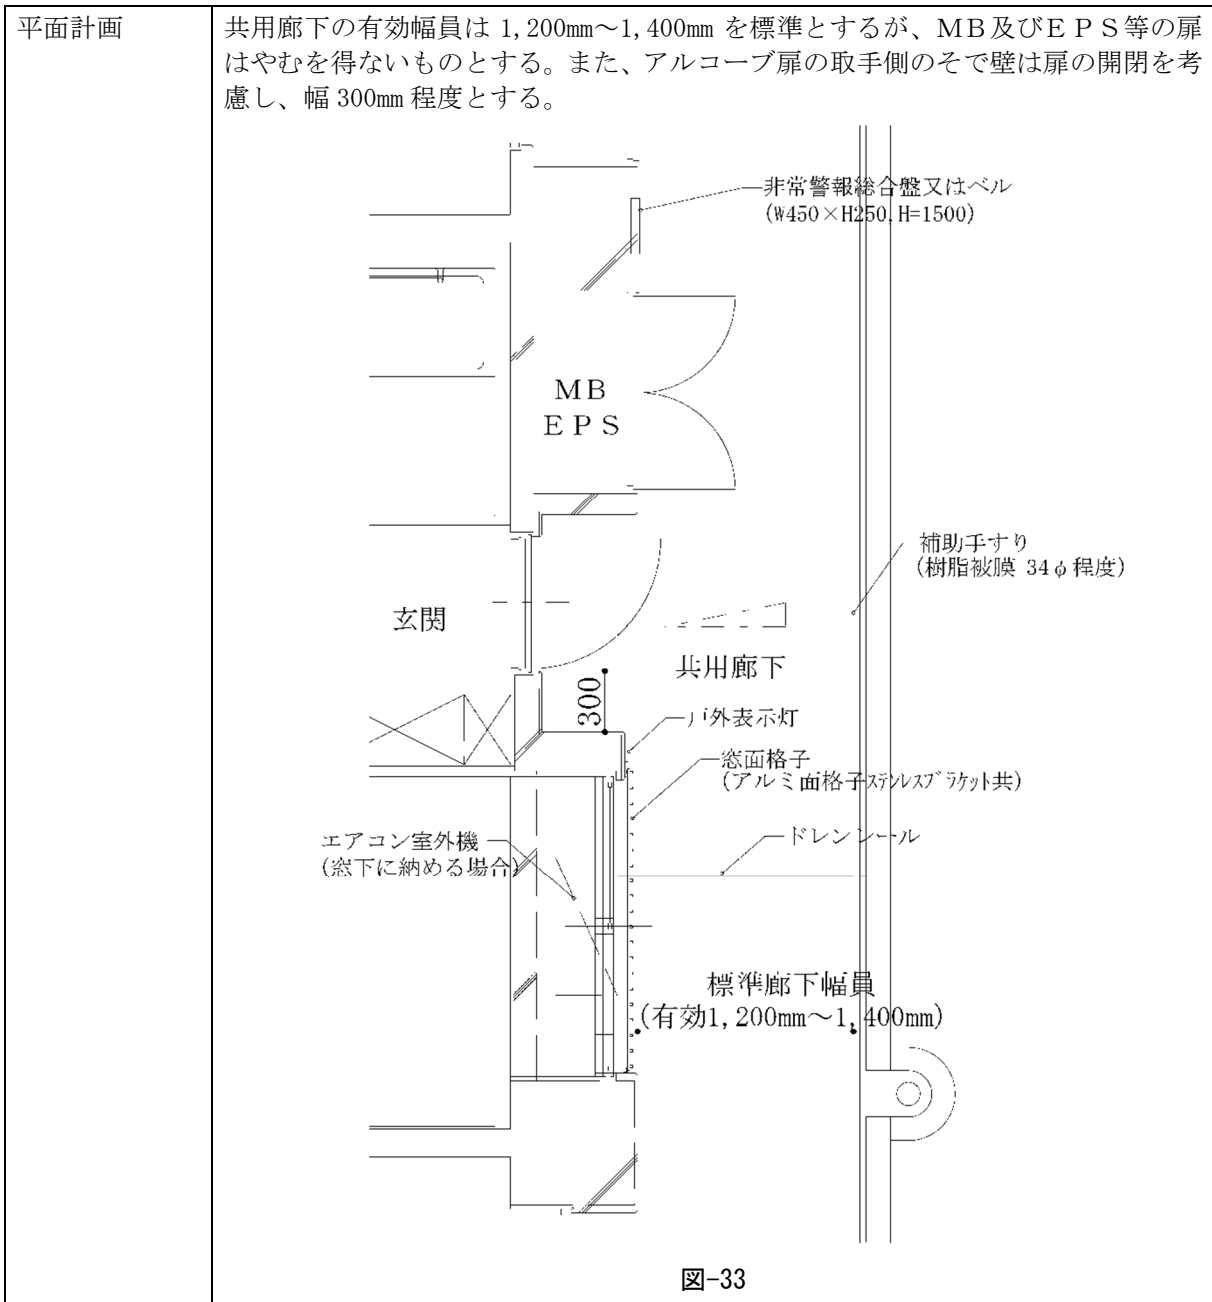 平面計画
共用廊下の有効幅員は 1,200㎜～1,400㎜ を標準とするが、ＭＢ及びＥＰＳ等の扉
はやむを得ないものとする。また、アルコーブ扉の取手側のそで壁は扉の開閉を考
慮し、幅 300㎜ 程度とする。
非常警報総合盤又はベル
(W450×H250,H=1500)
ＭＢ
ＥＰＳ
補助手すり
(樹脂被膜 34φ程度)
玄関
共用廊下
300
戸外表示灯
窓面格子
(アルミ面格子ｽﾃﾝﾚｽﾌﾞﾗｹｯﾄ共)
エアコン室外機
(窓下に納める場合)
ドレンレール
標準廊下幅員
(有効1,200mm～1,400mm)
図-33